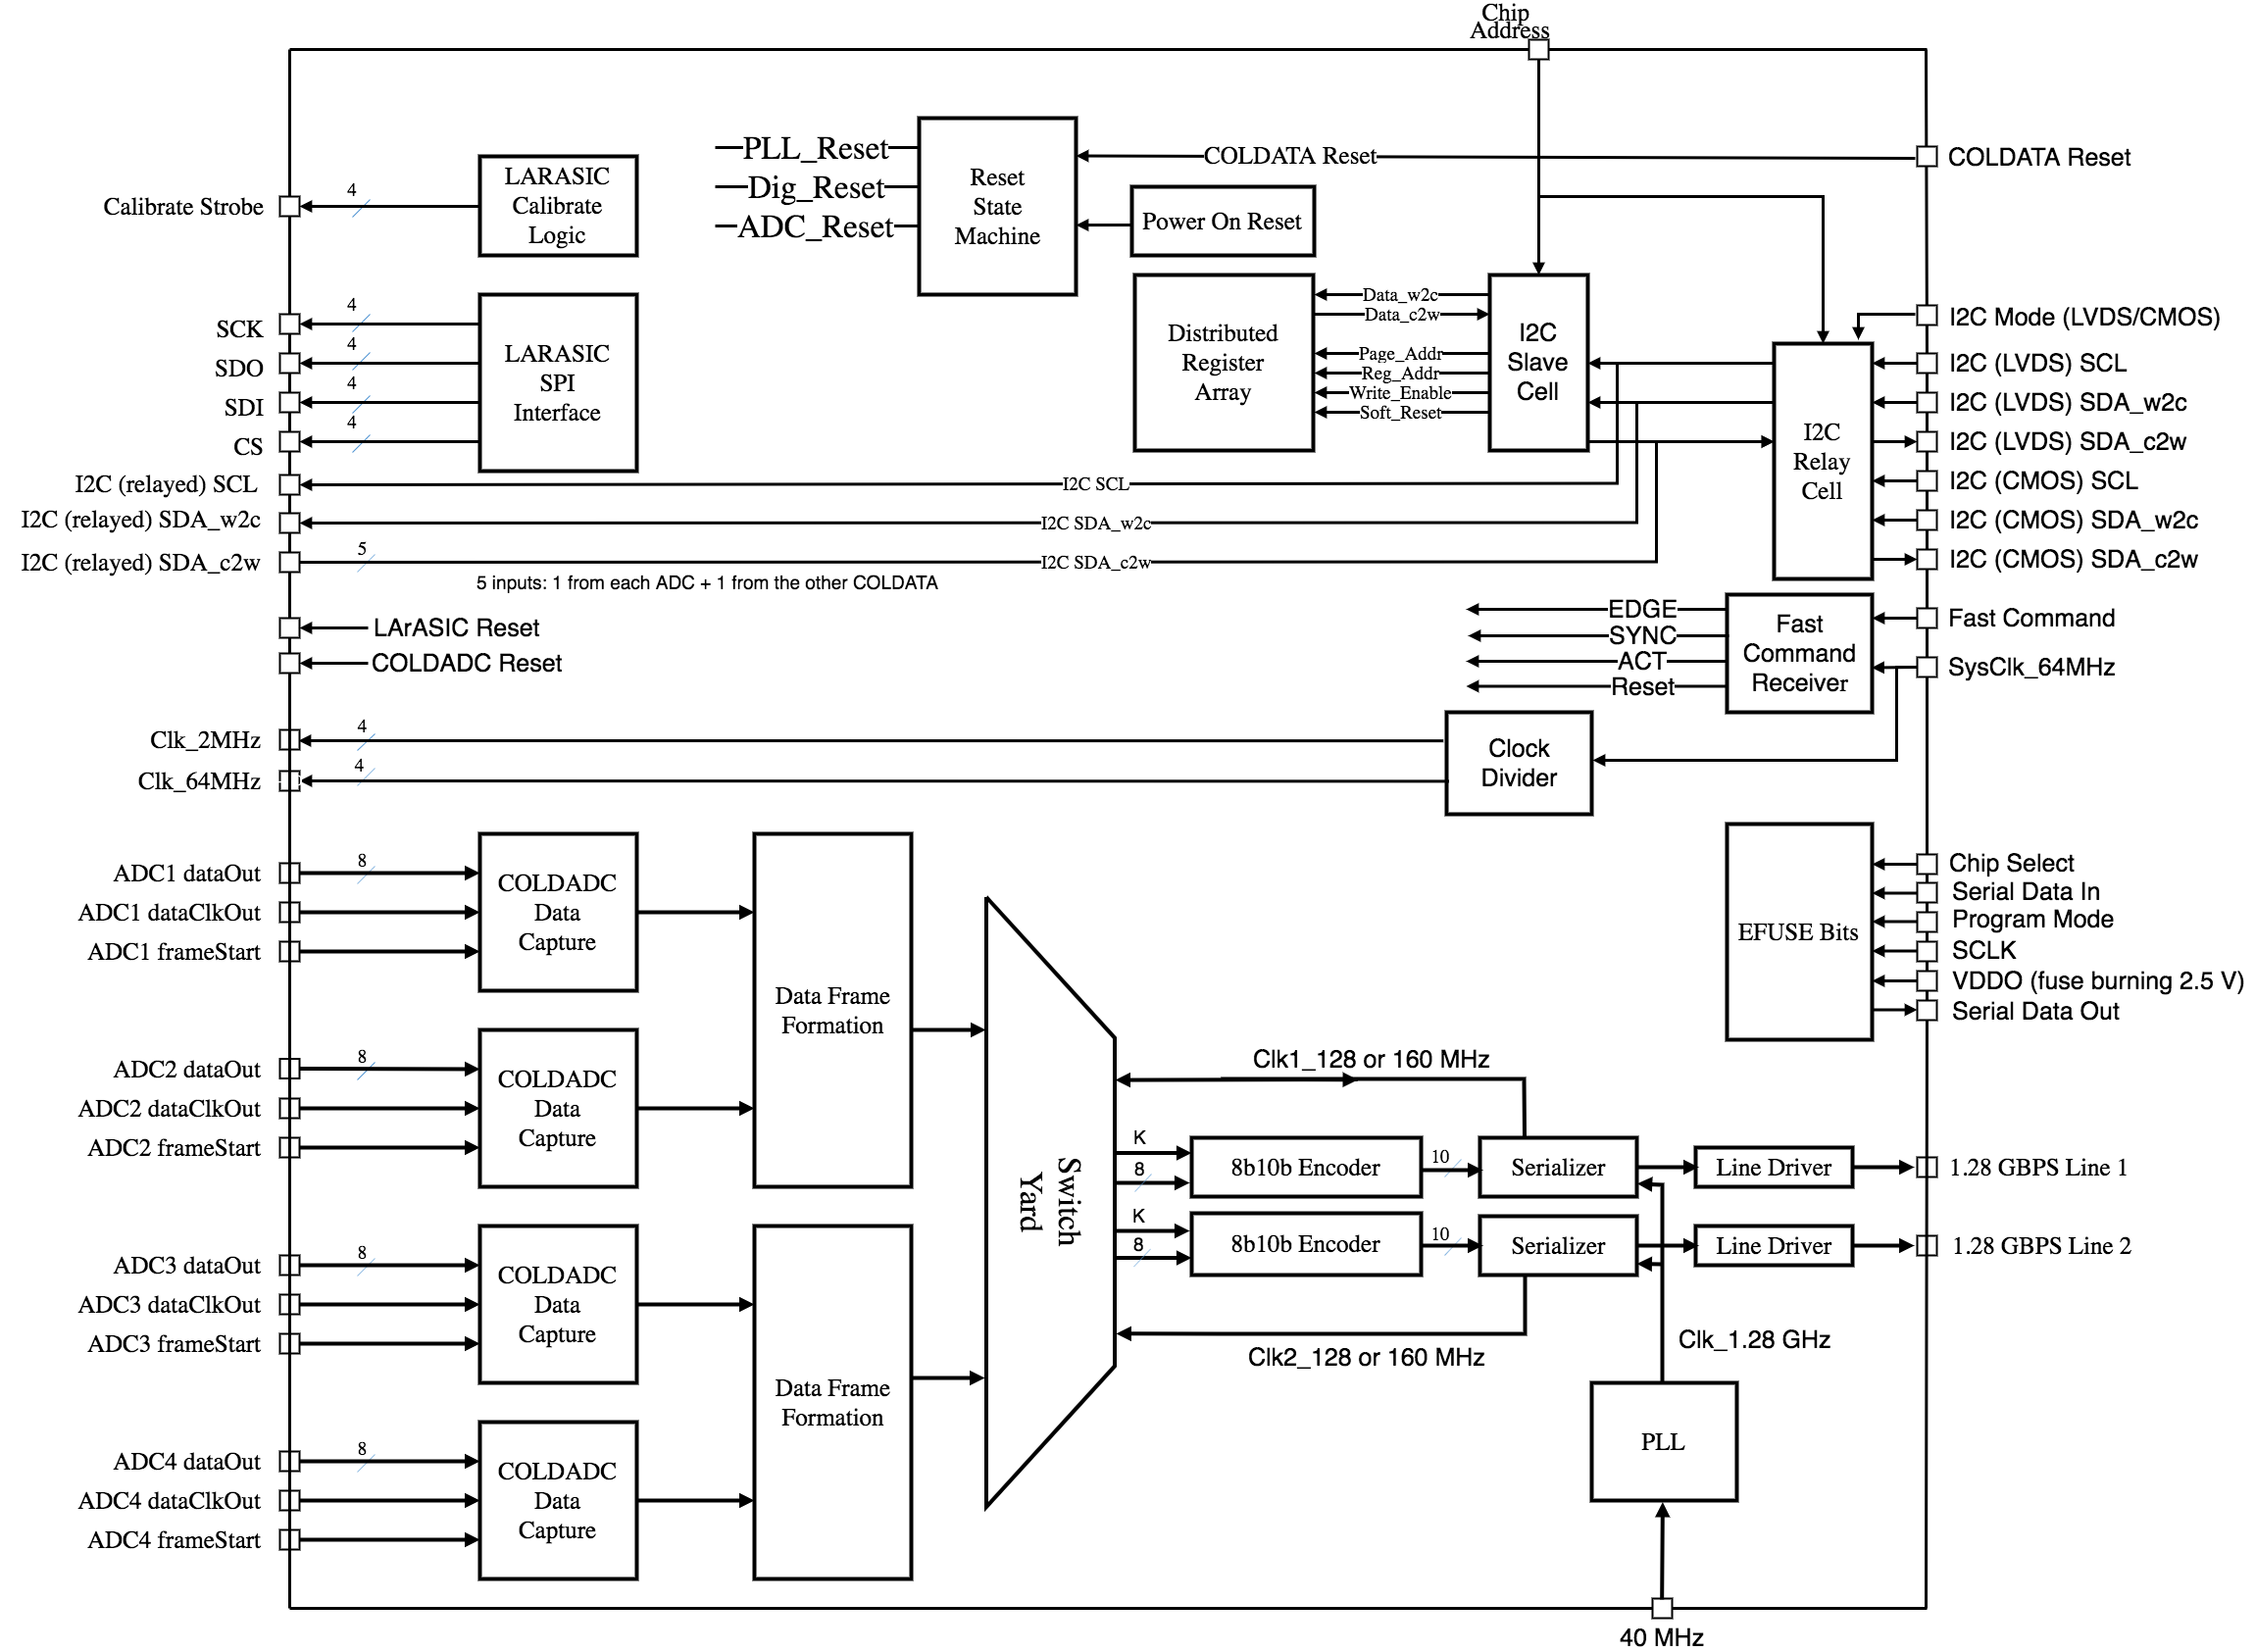 Chip
Address
COLDATA Reset
COLDATA Reset
PLL_Reset
Dig_Reset
ADC_Reset
Reset
State
Machine
Power On Reset
LARASIC
Calibrate
Logic
4
Calibrate Strobe
LARASIC
SPI
Interface
4
SCK
4
SDO
4
SDI
4
CS
Distributed
Register
Array
Data_w2c
Data_c2w
Page_Addr
Reg_Addr
Write_Enable
Soft_Reset
I2C
Slave
Cell
I2C
Relay
Cell
I2C Mode (LVDS/CMOS)
I2C (LVDS) SCL
I2C (LVDS) SDA_w2c
I2C (LVDS) SDA_c2w
I2C (CMOS) SCL
I2C (CMOS) SDA_w2c
I2C (CMOS) SDA_c2w
I2C (relayed) SCL
I2C SCL
I2C (relayed) SDA_w2c
I2C SDA_w2c
I2C (relayed) SDA_c2w
5
I2C SDA_c2w
5 inputs: 1 from each ADC + 1 from the other COLDATA
LArASIC Reset
COLDADC Reset
EDGE
SYNC
ACT
Reset
Fast
Command
Receiver
Fast Command
SysClk_64MHz
Clk_2MHz
4
Clk_64MHz
4
Clock
Divider
EFUSE Bits
Chip Select
Serial Data In
Program Mode
SCLK
VDDO (fuse burning 2.5 V)
Serial Data Out
ADC1 dataOut
8
ADC1 dataClkOut
ADC1 frameStart
COLDADC
Data
Capture
ADC2 dataOut
8
ADC2 dataClkOut
ADC2 frameStart
COLDADC
Data
Capture
Data Frame
Formation
ADC3 dataOut
8
ADC3 dataClkOut
ADC3 frameStart
COLDADC
Data
Capture
ADC4 dataOut
8
ADC4 dataClkOut
ADC4 frameStart
COLDADC
Data
Capture
Data Frame
Formation
Switch
Yard
Clk1_128 or 160 MHz
K
8
8b10b Encoder
10
Serializer
Line Driver
1.28 GBPS Line 1
K
8
8b10b Encoder
10
Serializer
Line Driver
1.28 GBPS Line 2
Clk2_128 or 160 MHz
Clk_1.28 GHz
PLL
40 MHz